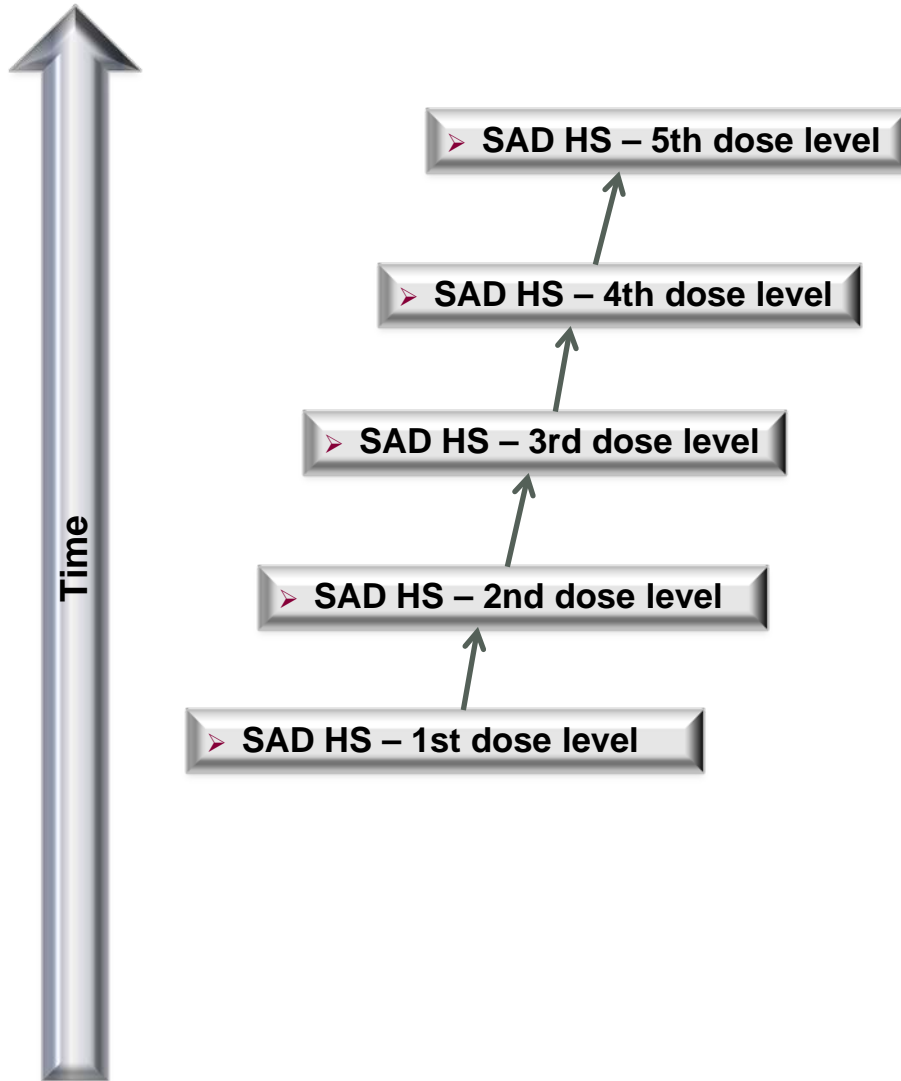 ➢ SAD HS – 5th dose level
➢ SAD HS – 4th dose level
➢ SAD HS – 3rd dose level
Time
➢ SAD HS – 2nd dose level
➢ SAD HS – 1st dose level